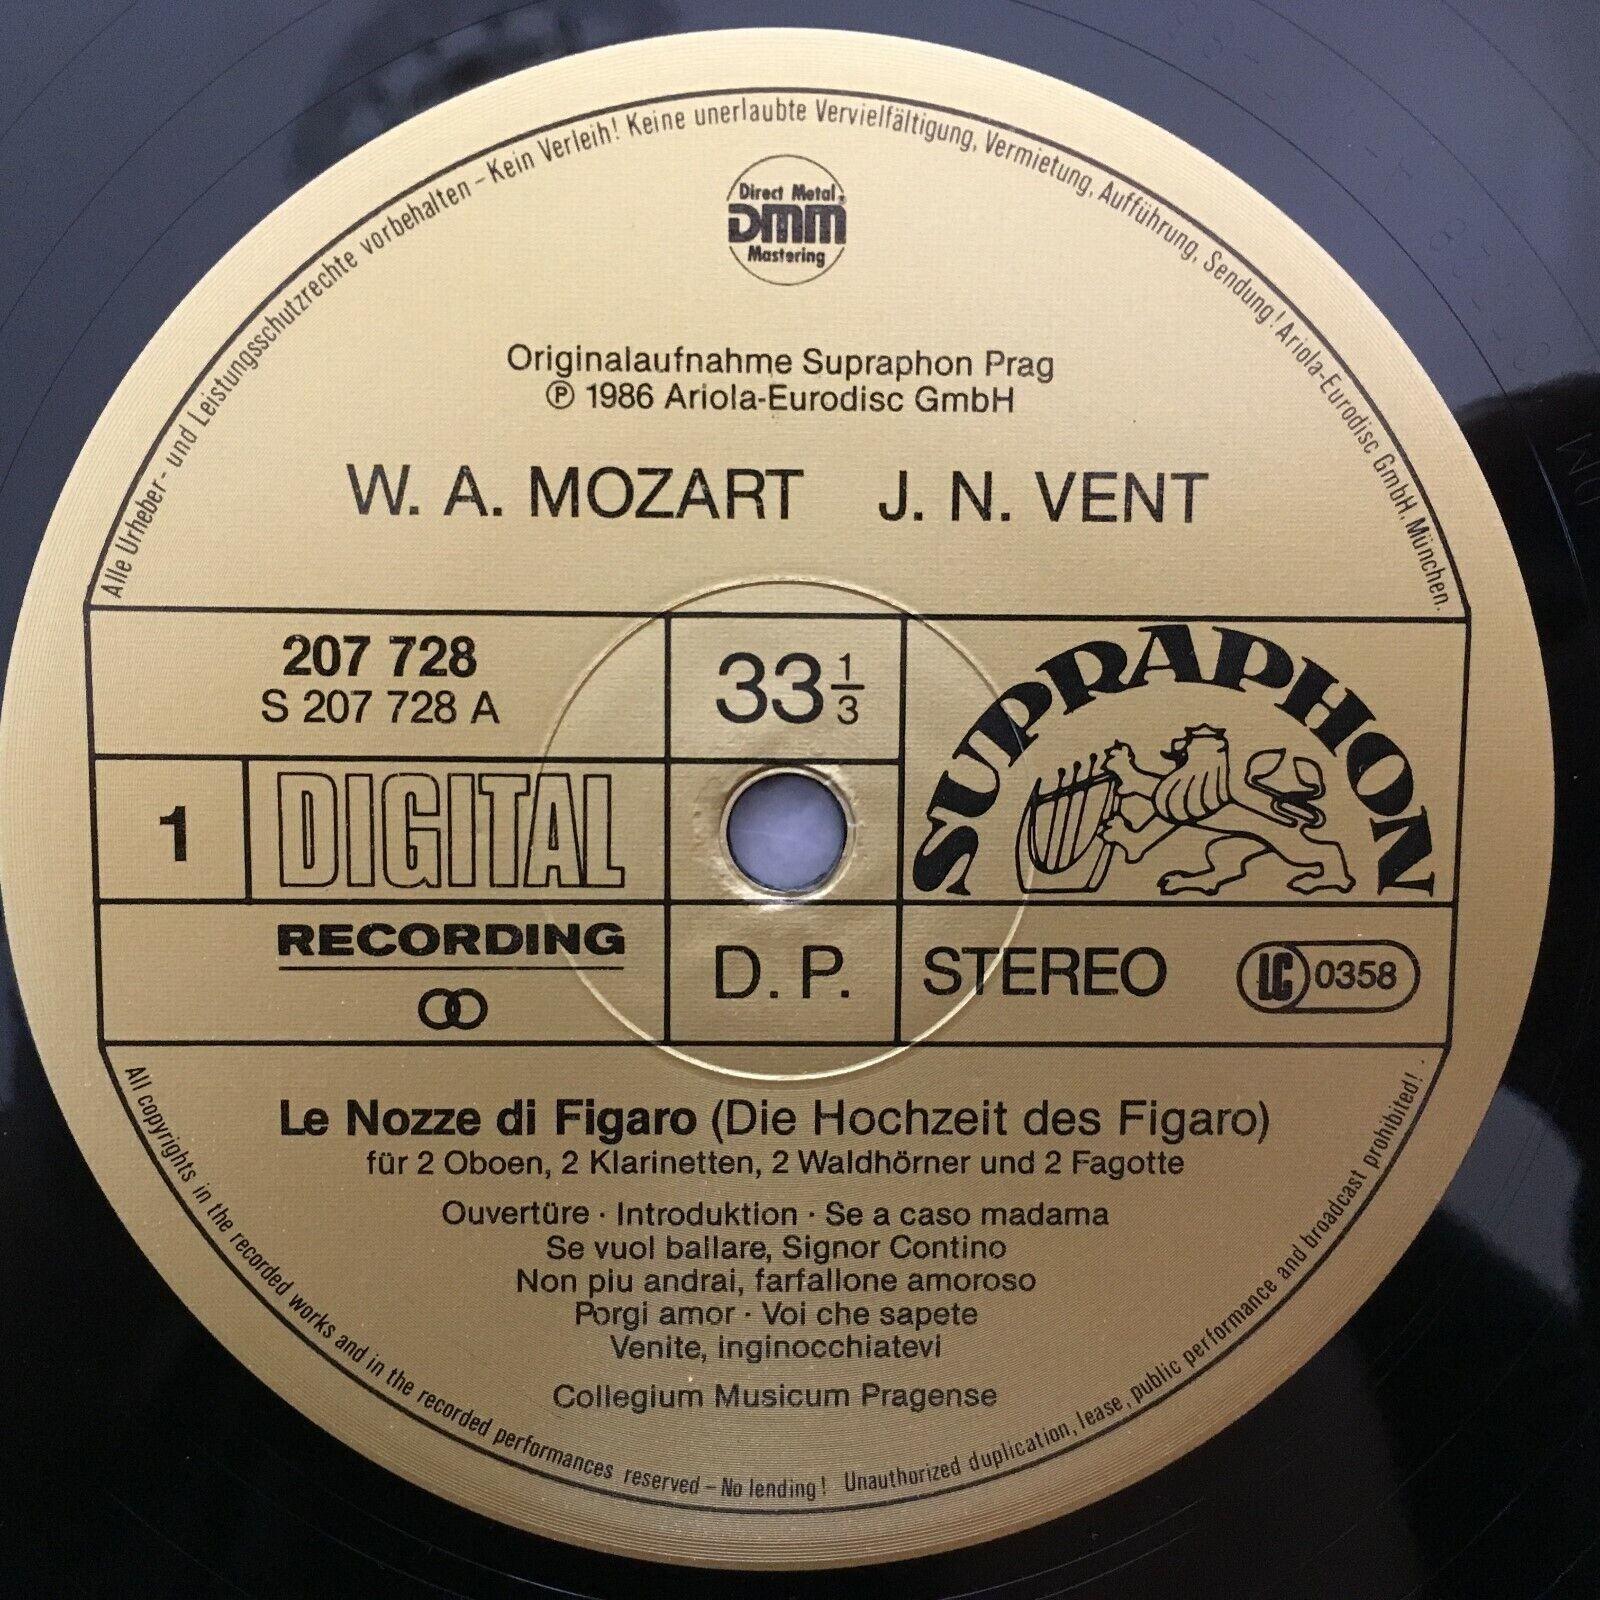 Alle Urheber- und Leistungsschutzrechte vorbehalten – Kein Verleih! Keine unerlaubte Vervielfältigung, Vermietung, Aufführung, Sendung! Ariola-Eurodisc GmbH, München.
Direct Metal
DMM
Mastering
Originalaufnahme Supraphon Prag
℗ 1986 Ariola-Eurodisc GmbH
W. A. MOZART J. N. VENT
207 728
S 207 728 A
33 1/3
SUPRAPHON
1
DIGITAL
RECORDING
D. P.
STEREO
LC 0358
Le Nozze di Figaro (Die Hochzeit des Figaro)
für 2 Oboen, 2 Klarinetten, 2 Waldhörner und 2 Fagotte
Ouvertüre · Introduktion · Se a caso madama
Se vuol ballare, Signor Contino
Non piu andrai, farfallone amoroso
Porgi amor · Voi che sapete
Venite, inginocchiatevi
Collegium Musicum Pragense
All copyrights in the recorded works and in the recorded performances reserved – No lending! Unauthorized duplication, lease, public performance and broadcast prohibited!